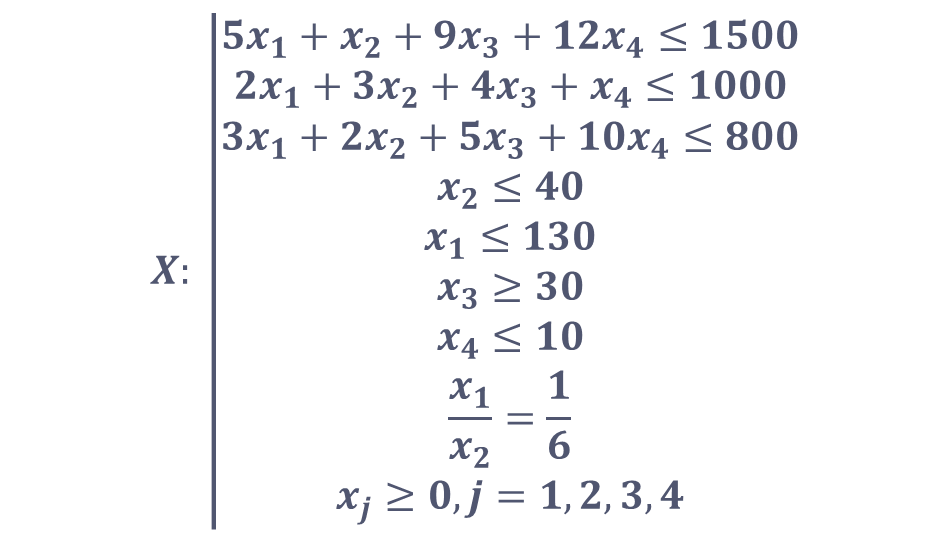 5x₁ + x₂ + 9x₃ + 12x₄ ≤ 1500
2x₁ + 3x₂ + 4x₃ + x₄ ≤ 1000
3x₁ + 2x₂ + 5x₃ + 10x₄ ≤ 800
x₂ ≤ 40
x₁ ≤ 130
X:
x₃ ≥ 30
x₄ ≤ 10
x₁/x₂ = 1/6
xⱼ ≥ 0, j = 1, 2, 3, 4